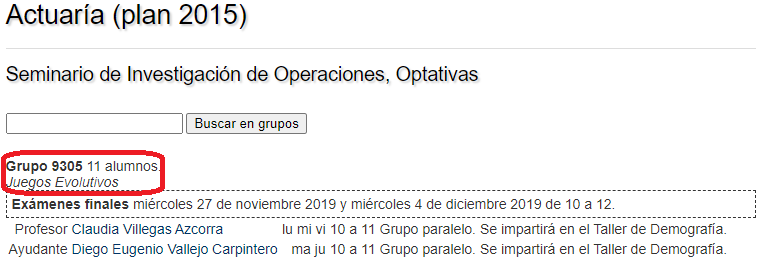 Actuaría (plan 2015)
Seminario de Investigación de Operaciones, Optativas
Buscar en grupos
Grupo 9305 11 alumnos.
Juegos Evolutivos
Exámenes finales miércoles 27 de noviembre 2019 y miércoles 4 de diciembre 2019 de 10 a 12.
Profesor Claudia Villegas Azcorra lu mi vi 10 a 11 Grupo paralelo. Se impartirá en el Taller de Demografía.
Ayudante Diego Eugenio Vallejo Carpintero ma ju 10 a 11 Grupo paralelo. Se impartirá en el Taller de Demografía.